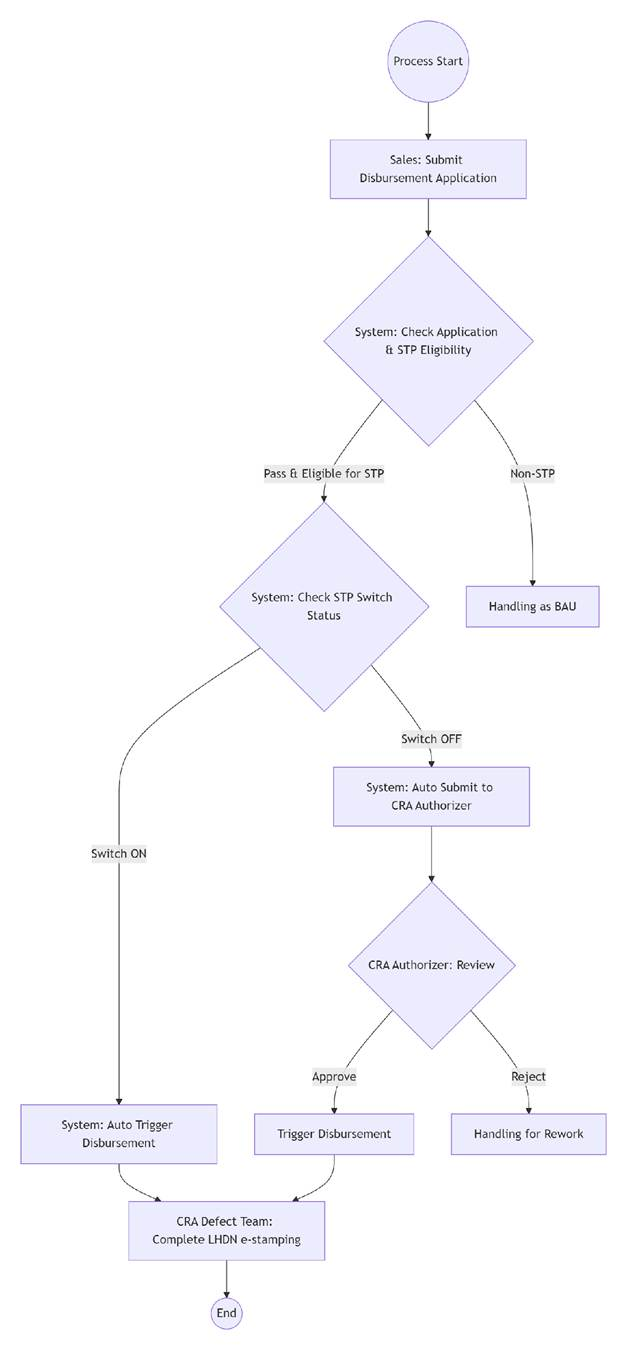 Process Start
Sales: Submit
Disbursement Application
System: Check Application
& STP Eligibility
Pass & Eligible for STP
Non-STP
System: Check STP Switch
Status
Handling as BAU
Switch OFF
System: Auto Submit to
CRA Authorizer
Switch ON
CRA Authorizer: Review
Approve
Reject
System: Auto Trigger
Disbursement
Trigger Disbursement
Handling for Rework
CRA Defect Team:
Complete LHDN e-stamping
End